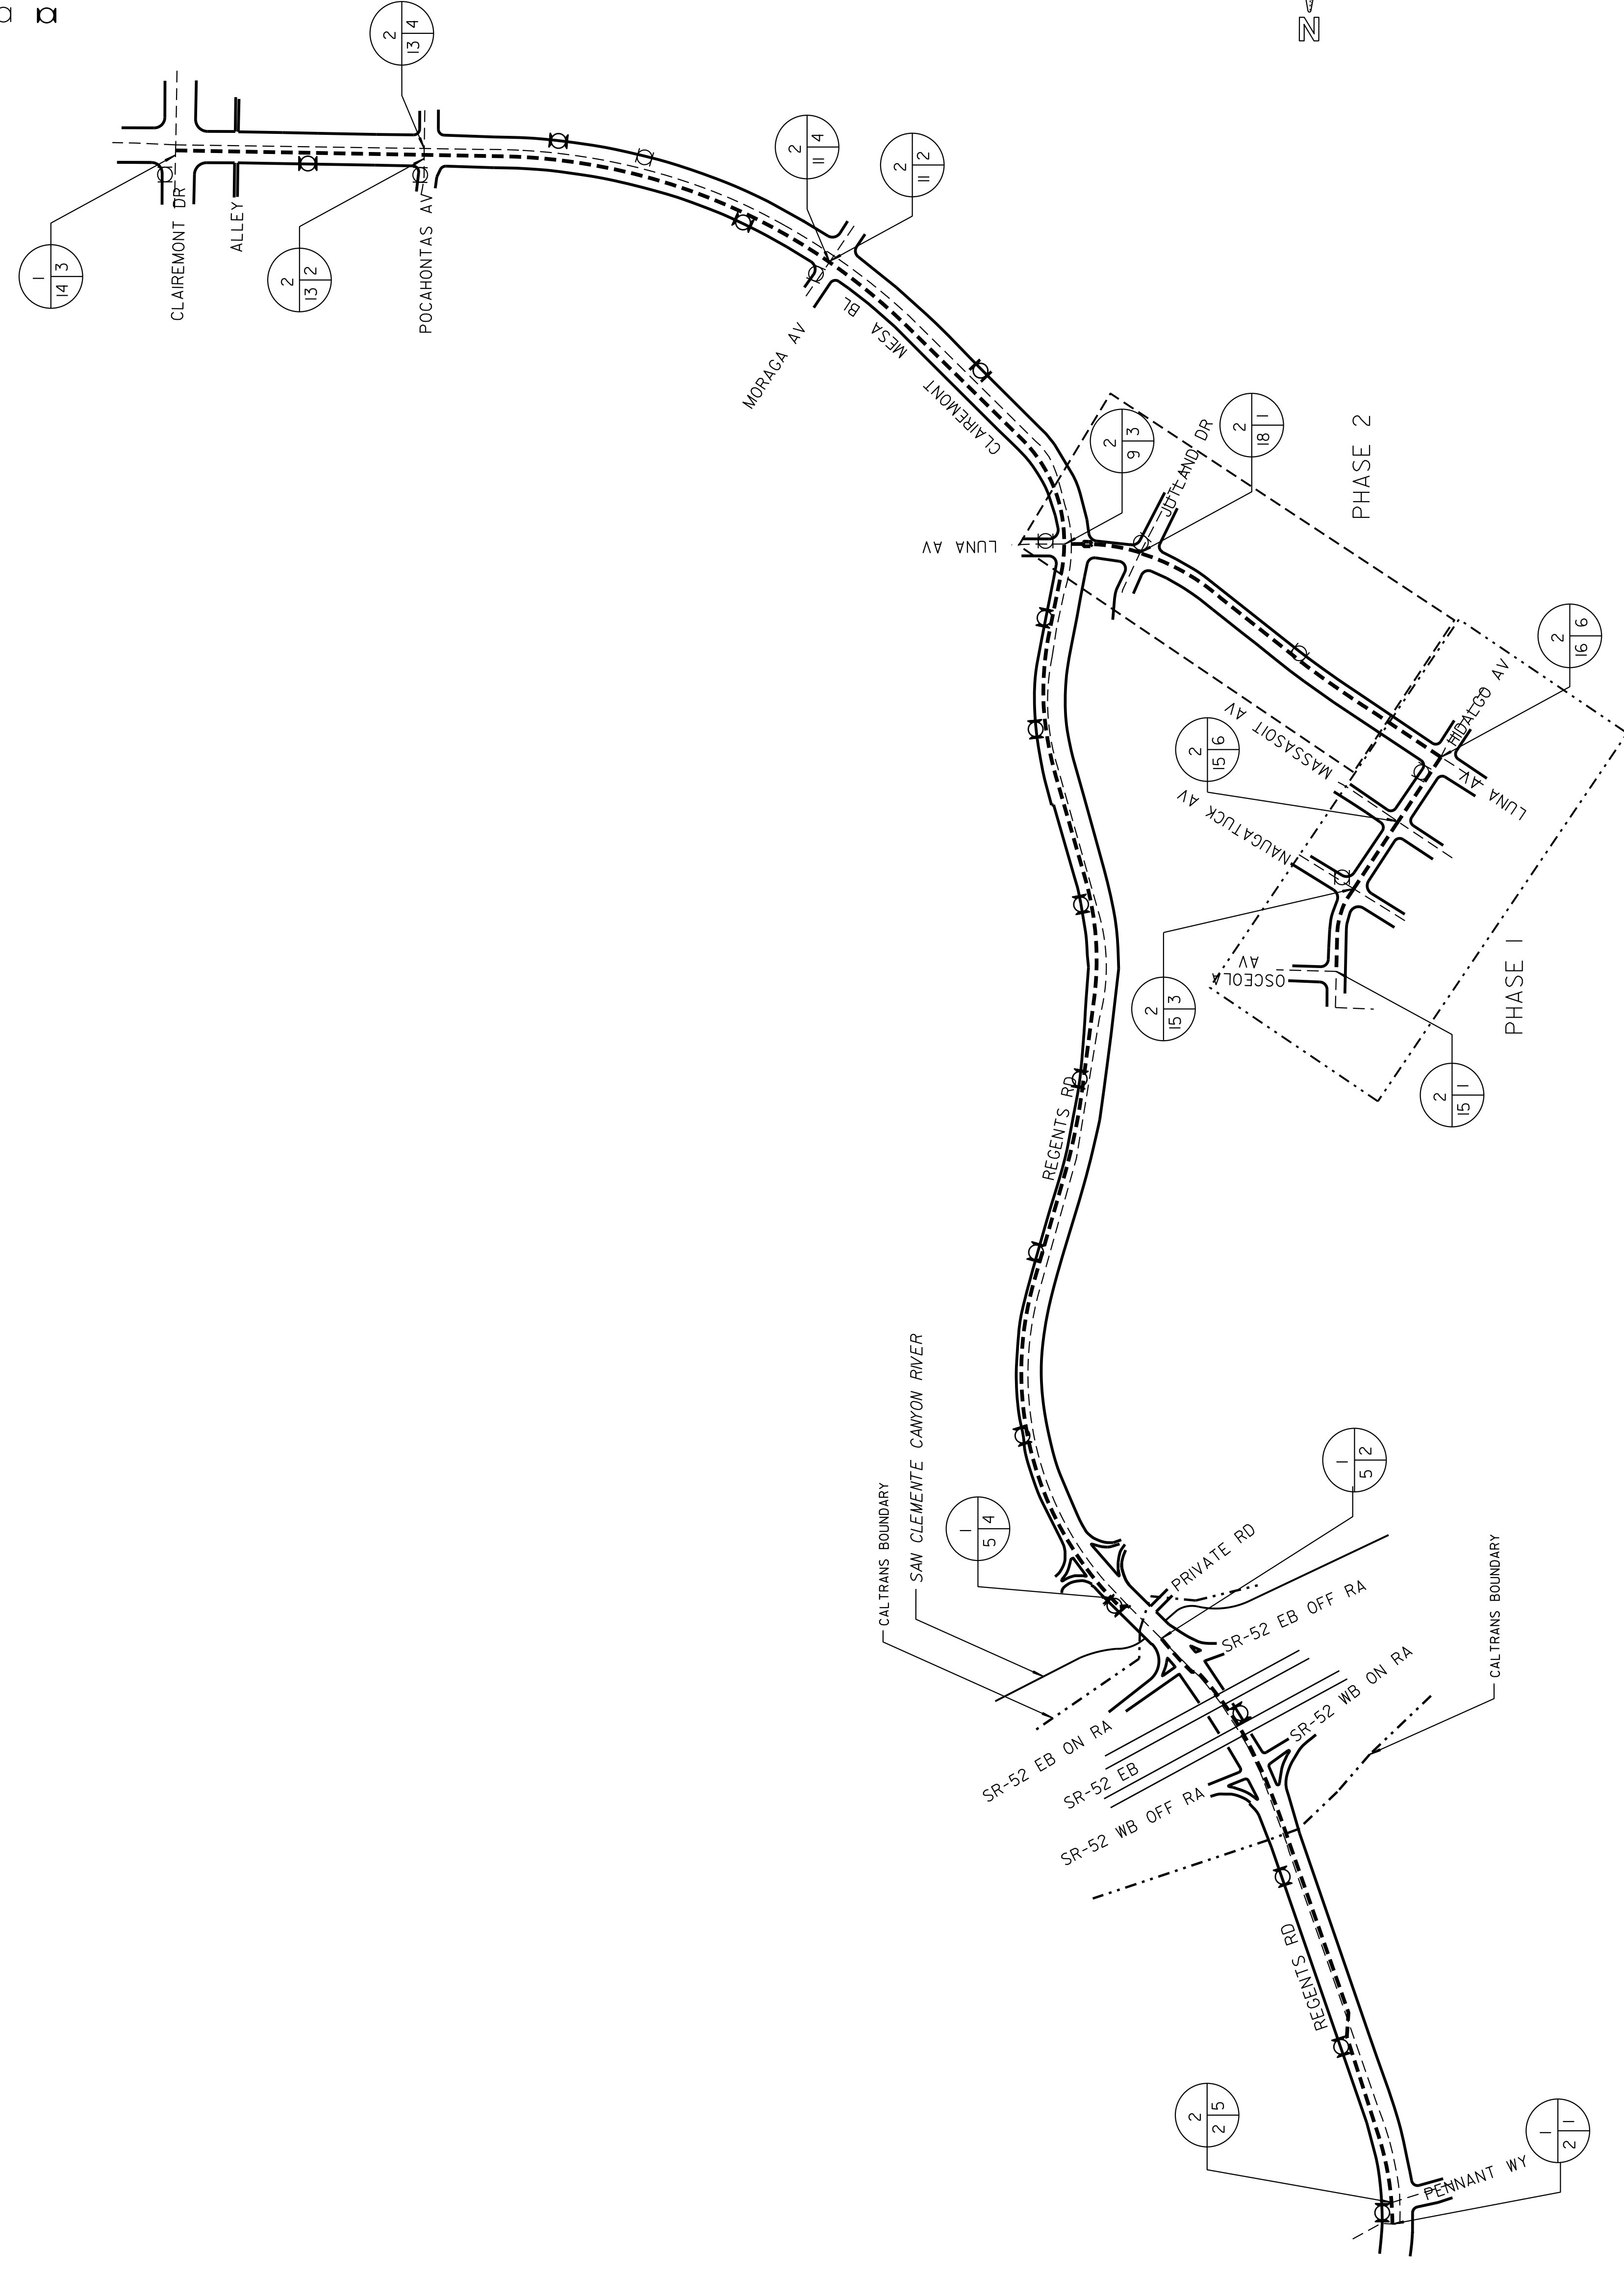 N
2
13 4
2
11 4
2
11 2
1
14 3
CLAIREMONT DR
ALLEY
2
13 2
POCAHONTAS AV
MORAGA AV
CLAIREMONT MESA BL
2
9 3
2
18 1
JUTLAND DR
PHASE 2
LUNA AV
2
16 6
HIDALGO AV
MASSASOIT AV
2
15 6
LUNA AV
NAUGATUCK AV
OSCEOLA
AV
2
15 3
PHASE 1
2
15 1
REGENTS RD
SAN CLEMENTE CANYON RIVER
CALTRANS BOUNDARY
1
5 4
1
5 2
PRIVATE RD
CALTRANS BOUNDARY
SR-52 EB OFF RA
SR-52 WB ON RA
SR-52 EB ON RA
SR-52 EB
SR-52 WB OFF RA
REGENTS RD
2
2 5
1
2 1
PENNANT WY